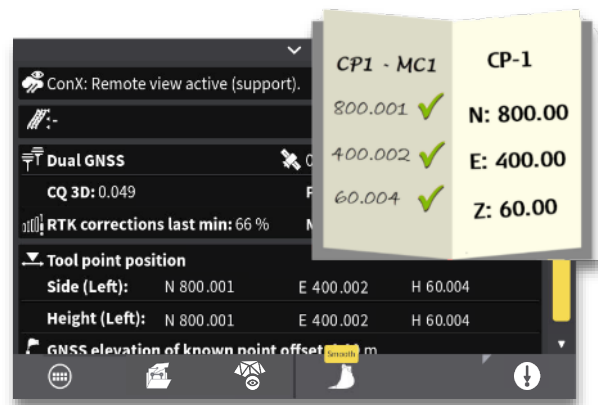 ConX: Remote view active (support).
:-
Dual GNSS
CQ 3D: 0.049
RTK corrections last min: 66 %
Tool point position
Side (Left): N 800.001 E 400.002 H 60.004
Height (Left): N 800.001 E 400.002 H 60.004
GNSS elevation of known point offset m
Smooth
CP1 - MC1
800.001
400.002
60.004
CP-1
N: 800.00
E: 400.00
Z: 60.00